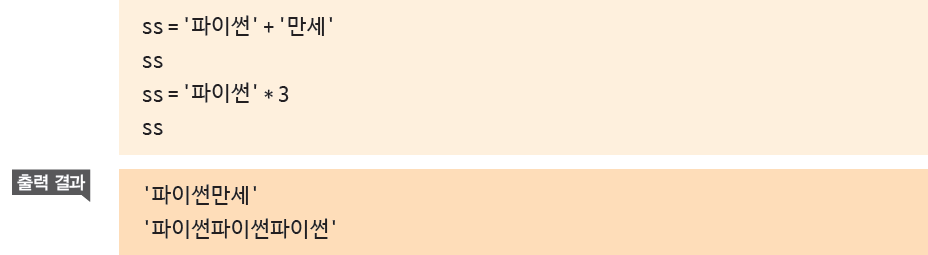 ss = '파이썬' + '만세'
ss
ss = '파이썬' * 3
ss
출력 결과
'파이썬만세'
'파이썬파이썬파이썬'